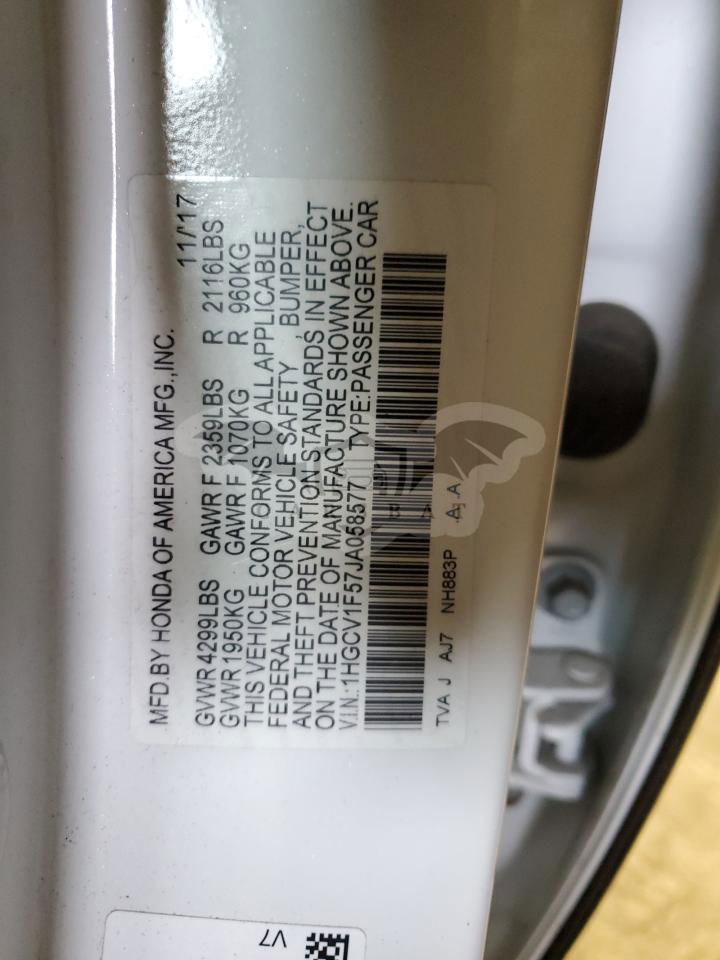 MFD.BY HONDA OF AMERICA MFG.,INC. 11/17
GVWR 4299LBS GAWR F 2359LBS R 2116LBS
GVWR 1950KG GAWR F 1070KG R 960KG
THIS VEHICLE CONFORMS TO ALL APPLICABLE
FEDERAL MOTOR VEHICLE SAFETY , BUMPER,
AND THEFT PREVENTION STANDARDS IN EFFECT
ON THE DATE OF MANUFACTURE SHOWN ABOVE.
V.I.N.:1HGCV1F57JA058577 TYPE:PASSENGER CAR
TVA J AJ7 NH883P A A
V7